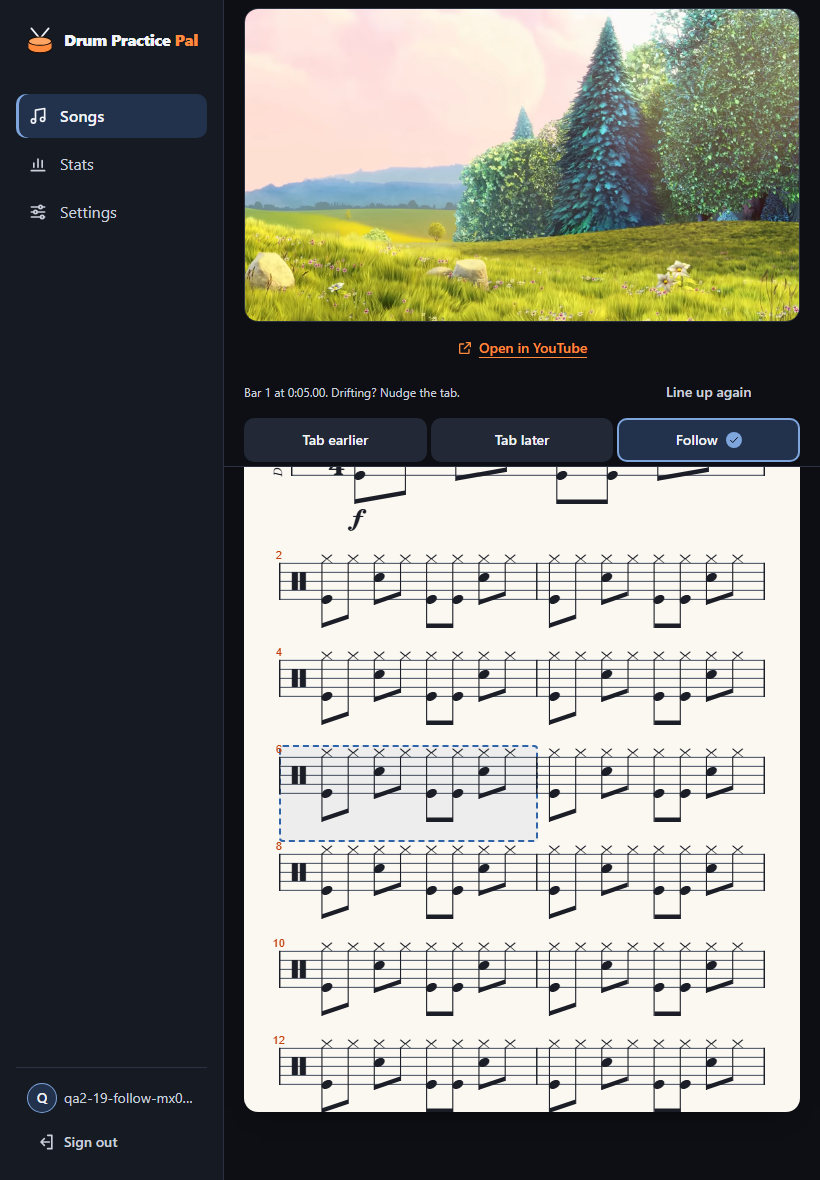 Drum Practice Pal
Songs
Stats
Settings
Open in YouTube
Bar 1 at 0:05.00. Drifting? Nudge the tab.
Line up again
Tab earlier
Tab later
Follow
4
f
2
4
6
8
10
12
Q
qa2-19-follow-mx0...
Sign out